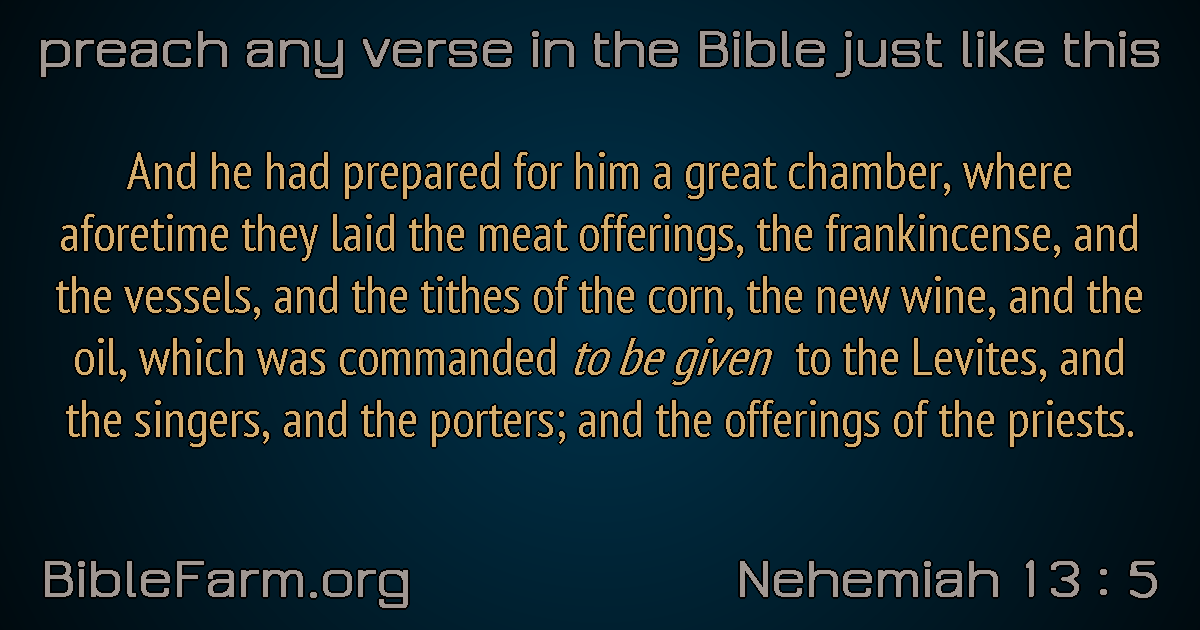 preach any verse in the Bible just like this
And he had prepared for him a great chamber, where
aforetime they laid the meat offerings, the frankincense, and
the vessels, and the tithes of the corn, the new wine, and the
oil, which was commanded to be given to the Levites, and
the singers, and the porters; and the offerings of the priests.
BibleFarm.org
Nehemiah 13 : 5